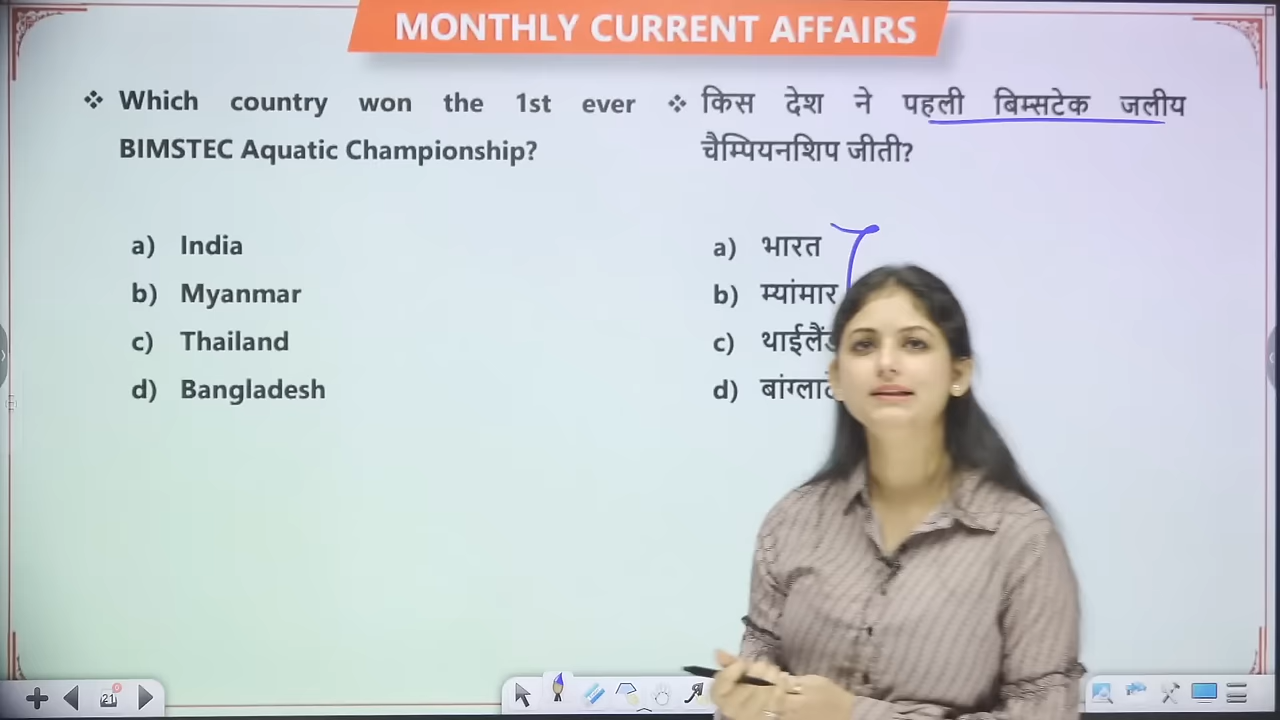 MONTHLY CURRENT AFFAIRS
❖ Which country won the 1st ever
BIMSTEC Aquatic Championship?
a) India
b) Myanmar
c) Thailand
d) Bangladesh
❖ किस देश ने पहली बिम्सटेक जलीय
चैम्पियनशिप जीती?
a) भारत
b) म्यांमार
c)
d)
21